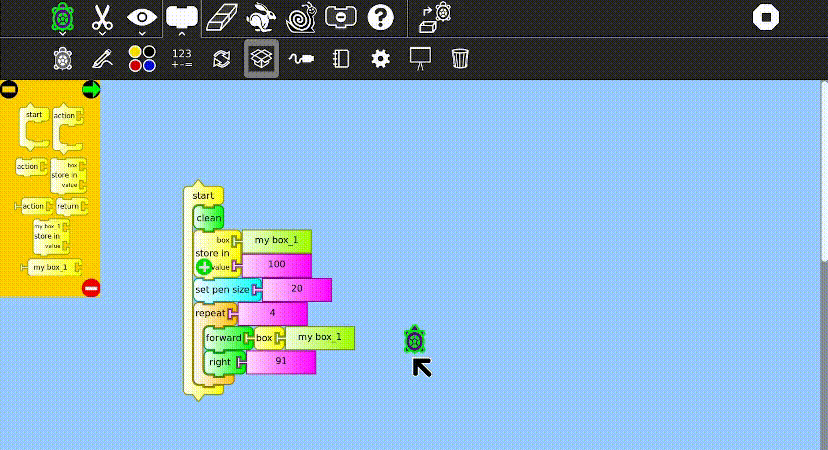 ?
123
+-=
start
action
action
box
store in
value
action
return
my box_1
store in
value
my box_1
start
clean
box my box_1
store in
value 100
set pen size 20
repeat 4
forward box my box_1
right 91